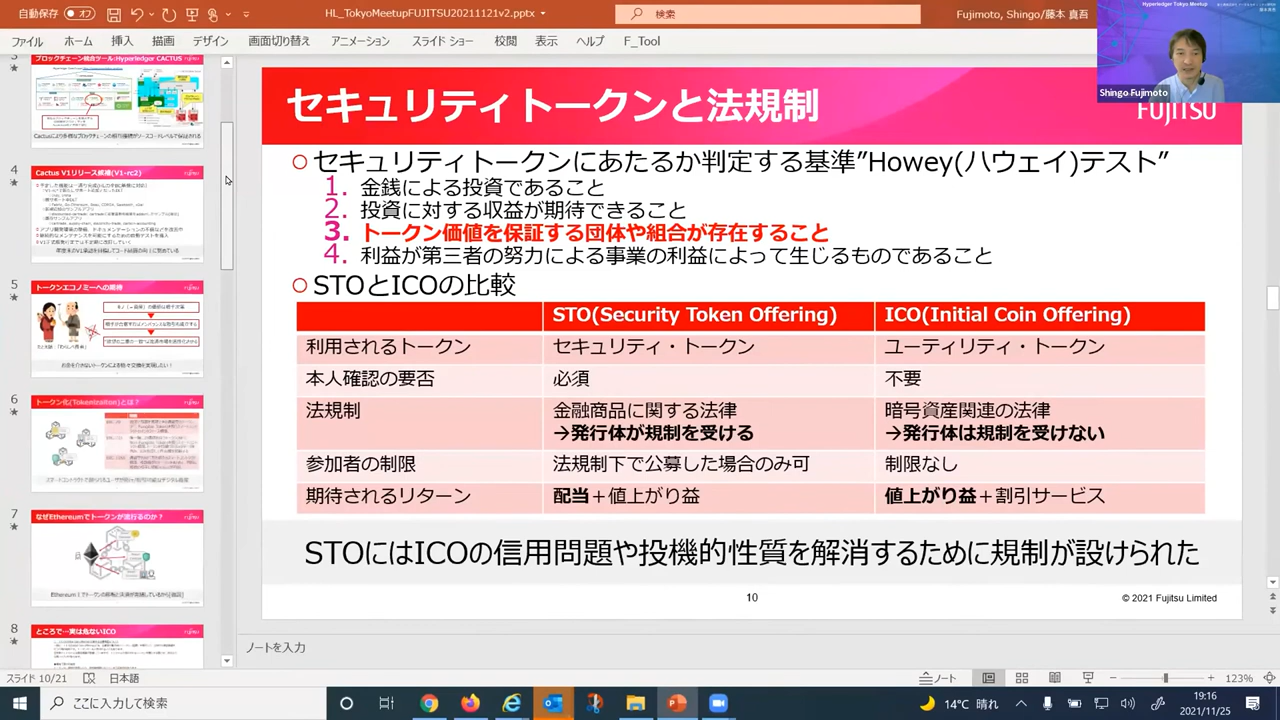 自動保存 オフ
HL_TokyoMeetupFUJITSU20211121v2.pptx
検索
Fujimoto, Shingo/藤本 真吾
Hyperledger Tokyo Meetup
ファイル ホーム 挿入 描画 デザイン 画面切り替え アニメーション スライド ショー 校閲 表示 ヘルプ F_Tool
Shingo Fujimoto
ブロックチェーン統合ツール:Hyperledger CACTUS
Cactus V1リリース候補(V1-rc2)
トークンエコノミーへの期待
6
トークン化(Tokenization)とは?
7
なぜEthereumでトークンが流行るのか?
ところで…実は危ないICO
セキュリティトークンと法規制
FUJITSU
セキュリティトークンにあたるか判定する基準"Howey(ハウェイ)テスト"
1. 金銭による投資であること
2. 投資に対する収益が期待できること
3. トークン価値を保証する団体や組合が存在すること
4. 利益が第三者の努力による事業の利益によって生じるものであること
STOとICOの比較
STO(Security Token Offering) ICO(Initial Coin Offering)
利用されるトークン セキュリティ・トークン ユーティリティ・トークン
本人確認の要否 必須 不要
法規制 金融商品に関する法律 暗号資産関連の法律
→発行体が規制を受ける →発行体は規制を受けない
参加者の制限 法規制下で公募した場合のみ可 制限なし
期待されるリターン 配当＋値上がり益 値上がり益＋割引サービス
STOにはICOの信用問題や投機的性質を解消するために規制が設けられた
10
© 2021 Fujitsu Limited
スライド 10/21 日本語 ノート 123%
ここに入力して検索
14°C 晴れ
19:16
2021/11/25